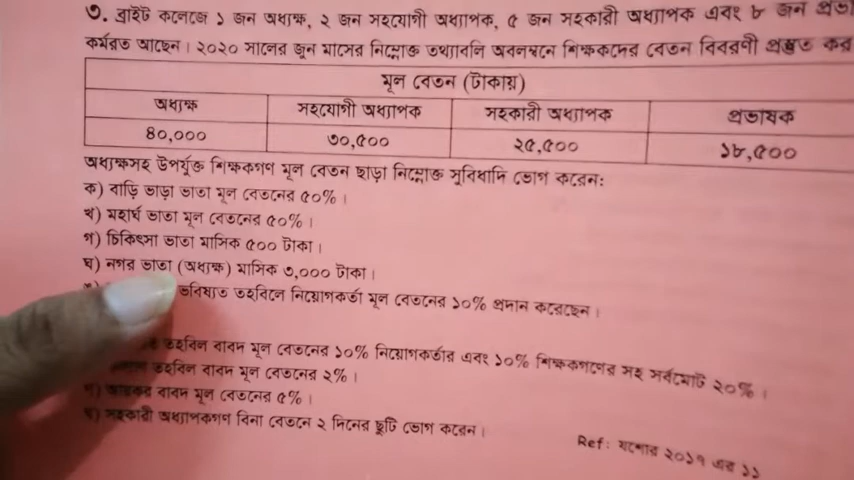 ৩. ব্রাইট কলেজে ১ জন অধ্যক্ষ, ২ জন সহযোগী অধ্যাপক, ৫ জন সহকারী অধ্যাপক এবং ৮ জন
কর্মরত আছেন। ২০২০ সালের জুন মাসের নিম্নোক্ত তথ্যাবলি অবলম্বনে শিক্ষকদের বেতন বিবরণী প্রস্তুত কর
মূল বেতন (টাকায়)
অধ্যক্ষ সহযোগী অধ্যাপক সহকারী অধ্যাপক প্রভাষক
৪০,০০০ ৩০,৫০০ ২৫,৫০০ ১৮,৫০০
অধ্যক্ষসহ উপর্যুক্ত শিক্ষকগণ মূল বেতন ছাড়া নিম্নোক্ত সুবিধাদি ভোগ করেন:
ক) বাড়ি ভাড়া ভাতা মূল বেতনের ৫০%।
খ) মহার্ঘ ভাতা মূল বেতনের ৫০%।
গ) চিকিৎসা ভাতা মাসিক ৫০০ টাকা।
ঘ) নগর ভাতা (অধ্যক্ষ) মাসিক ৩,০০০ টাকা।
ভবিষ্যত তহবিলে নিয়োগকর্তা মূল বেতনের ১০% প্রদান করেছেন।
তহবিল বাবদ মূল বেতনের ১০% নিয়োগকর্তার এবং ১০% শিক্ষকগণের সহ সর্বমোট ২০%।
তহবিল বাবদ মূল বেতনের ২%।
গ) আয়কর বাবদ মূল বেতনের ৫%।
ঘ) সহকারী অধ্যাপকগণ বিনা বেতনে ২ দিনের ছুটি ভোগ করেন।
Ref: যশোর ২০১৭ এর ১১